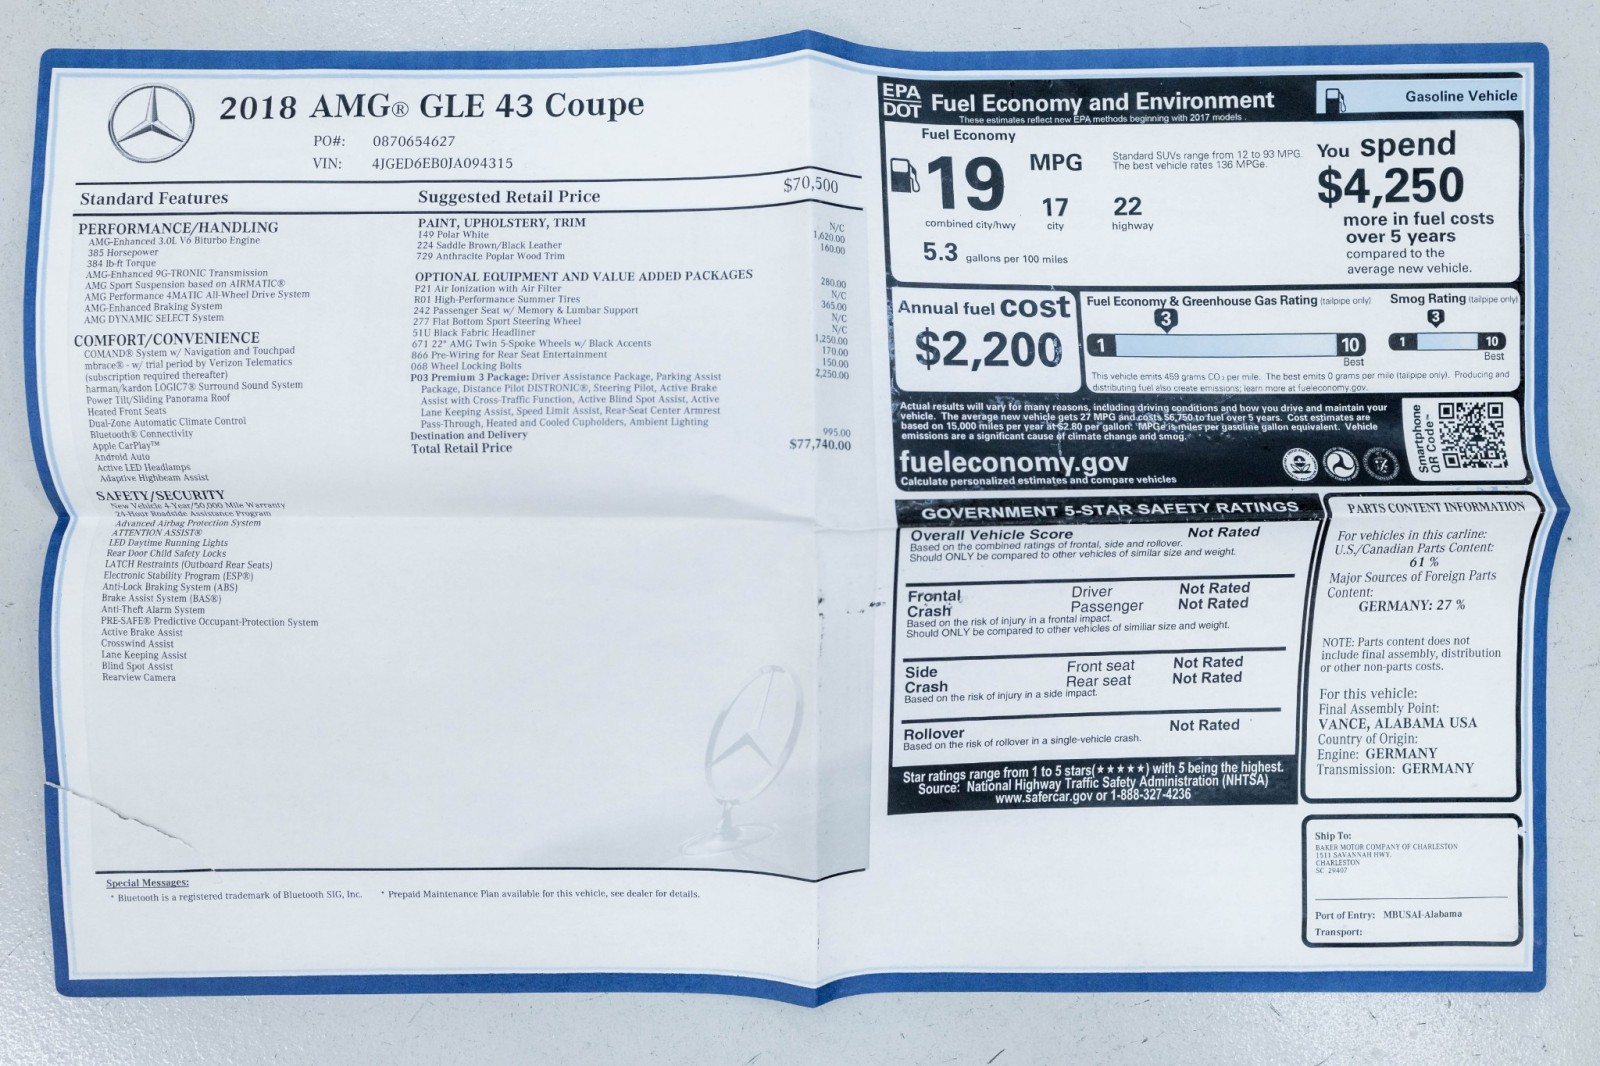 2018 AMG® GLE 43 Coupe
PO#: 0870654627
VIN: 4JGED6EB0JA094315
Standard Features
PERFORMANCE/HANDLING
AMG-Enhanced 3.0L V6 Biturbo Engine
385 Horsepower
384 lb-ft Torque
AMG-Enhanced 9G-TRONIC Transmission
AMG Sport Suspension based on AIRMATIC®
AMG Performance 4MATIC All-Wheel Drive System
AMG-Enhanced Braking System
AMG DYNAMIC SELECT System
COMFORT/CONVENIENCE
COMAND® System w/ Navigation and Touchpad
mbrace® - w/ trial period by Verizon Telematics
(subscription required thereafter)
harman/kardon LOGIC7® Surround Sound System
Power Tilt/Sliding Panorama Roof
Heated Front Seats
Dual-Zone Automatic Climate Control
Bluetooth® Connectivity
Apple CarPlay™
Android Auto
Active LED Headlamps
Adaptive Highbeam Assist
SAFETY/SECURITY
New Vehicle 4-Year/50,000 Mile Warranty
24-Hour Roadside Assistance Program
Advanced Airbag Protection System
ATTENTION ASSIST®
LED Daytime Running Lights
Rear Door Child Safety Locks
LATCH Restraints (Outboard Rear Seats)
Electronic Stability Program (ESP®)
Anti-Lock Braking System (ABS)
Brake Assist System (BAS®)
Anti-Theft Alarm System
PRE-SAFE® Predictive Occupant-Protection System
Active Brake Assist
Crosswind Assist
Lane Keeping Assist
Blind Spot Assist
Rearview Camera
Suggested Retail Price $70,500
PAINT, UPHOLSTERY, TRIM
149 Polar White N/C
224 Saddle Brown/Black Leather 1,620.00
729 Anthracite Poplar Wood Trim 160.00
OPTIONAL EQUIPMENT AND VALUE ADDED PACKAGES
P21 Air Ionization with Air Filter 280.00
R01 High-Performance Summer Tires N/C
242 Passenger Seat w/ Memory & Lumbar Support 365.00
277 Flat Bottom Sport Steering Wheel N/C
51U Black Fabric Headliner N/C
671 22" AMG Twin 5-Spoke Wheels w/ Black Accents 1,250.00
866 Pre-Wiring for Rear Seat Entertainment 170.00
068 Wheel Locking Bolts 150.00
P03 Premium 3 Package: Driver Assistance Package, Parking Assist 2,250.00
Package, Distance Pilot DISTRONIC®, Steering Pilot, Active Brake
Assist with Cross-Traffic Function, Active Blind Spot Assist, Active
Lane Keeping Assist, Speed Limit Assist, Rear-Seat Center Armrest
Pass-Through, Heated and Cooled Cupholders, Ambient Lighting
Destination and Delivery 995.00
Total Retail Price $77,740.00
Special Messages:
* Bluetooth is a registered trademark of Bluetooth SIG, Inc. * Prepaid Maintenance Plan available for this vehicle, see dealer for details.
EPA
DOT
Fuel Economy and Environment
These estimates reflect new EPA methods beginning with 2017 models.
Gasoline Vehicle
Fuel Economy
19 MPG
combined city/hwy
17
city
22
highway
5.3 gallons per 100 miles
Standard SUVs range from 12 to 93 MPG.
The best vehicle rates 136 MPGe.
You spend
$4,250
more in fuel costs
over 5 years
compared to the
average new vehicle.
Annual fuel cost
$2,200
Fuel Economy & Greenhouse Gas Rating (tailpipe only)
3
1
10
Best
Smog Rating (tailpipe only)
3
1
10
Best
This vehicle emits 459 grams CO2 per mile. The best emits 0 grams per mile (tailpipe only). Producing and
distributing fuel also create emissions; learn more at fueleconomy.gov.
Actual results will vary for many reasons, including driving conditions and how you drive and maintain your
vehicle. The average new vehicle gets 27 MPG and costs $6,750 to fuel over 5 years. Cost estimates are
based on 15,000 miles per year at $2.80 per gallon. MPGe is miles per gasoline gallon equivalent. Vehicle
emissions are a significant cause of climate change and smog.
fueleconomy.gov
Calculate personalized estimates and compare vehicles
Smartphone
QR Code™
GOVERNMENT 5-STAR SAFETY RATINGS
Overall Vehicle Score Not Rated
Based on the combined ratings of frontal, side and rollover.
Should ONLY be compared to other vehicles of similar size and weight.
Frontal Driver Not Rated
Crash Passenger Not Rated
Based on the risk of injury in a frontal impact.
Should ONLY be compared to other vehicles of similiar size and weight.
Side Front seat Not Rated
Crash Rear seat Not Rated
Based on the risk of injury in a side impact.
Rollover Not Rated
Based on the risk of rollover in a single-vehicle crash.
Star ratings range from 1 to 5 stars(★★★★★) with 5 being the highest.
Source: National Highway Traffic Safety Administration (NHTSA)
www.safercar.gov or 1-888-327-4236
PARTS CONTENT INFORMATION
For vehicles in this carline:
U.S./Canadian Parts Content:
61 %
Major Sources of Foreign Parts
Content:
GERMANY: 27 %
NOTE: Parts content does not
include final assembly, distribution
or other non-parts costs.
For this vehicle:
Final Assembly Point:
VANCE, ALABAMA USA
Country of Origin:
Engine: GERMANY
Transmission: GERMANY
Ship To:
BAKER MOTOR COMPANY OF CHARLESTON
1511 SAVANNAH HWY.
CHARLESTON
SC 29407
Port of Entry: MBUSAI-Alabama
Transport: